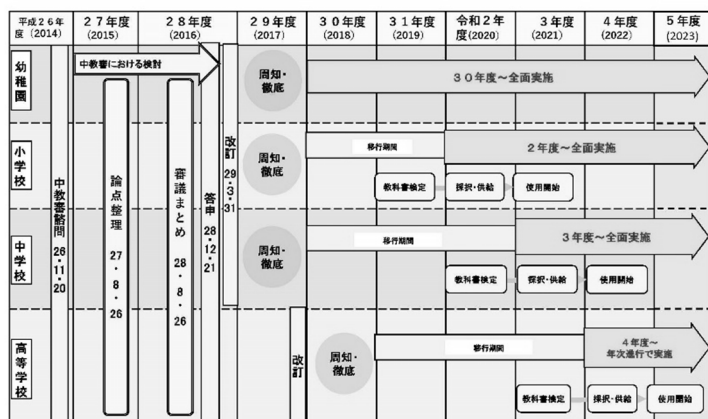 平成26年
度(2014)
27年度
(2015)
28年度
(2016)
29年度
(2017)
30年度
(2018)
31年度
(2019)
令和2年
度(2020)
3年度
(2021)
4年度
(2022)
5年度
(2023)
幼稚園
中教審における検討
周知・
徹底
30年度～全面実施
小学校
周知・
徹底
移行期間
2年度～全面実施
教科書検定
採択・供給
使用開始
中教審諮問 26・11・20
論点整理 27・8・26
審議まとめ 28・8・26
答申 28・12・21
改訂 29・3・31
中学校
周知・
徹底
移行期間
3年度～全面実施
教科書検定
採択・供給
使用開始
高等学校
改訂
周知・
徹底
移行期間
4年度～
年次進行で実施
教科書検定
採択・供給
使用開始